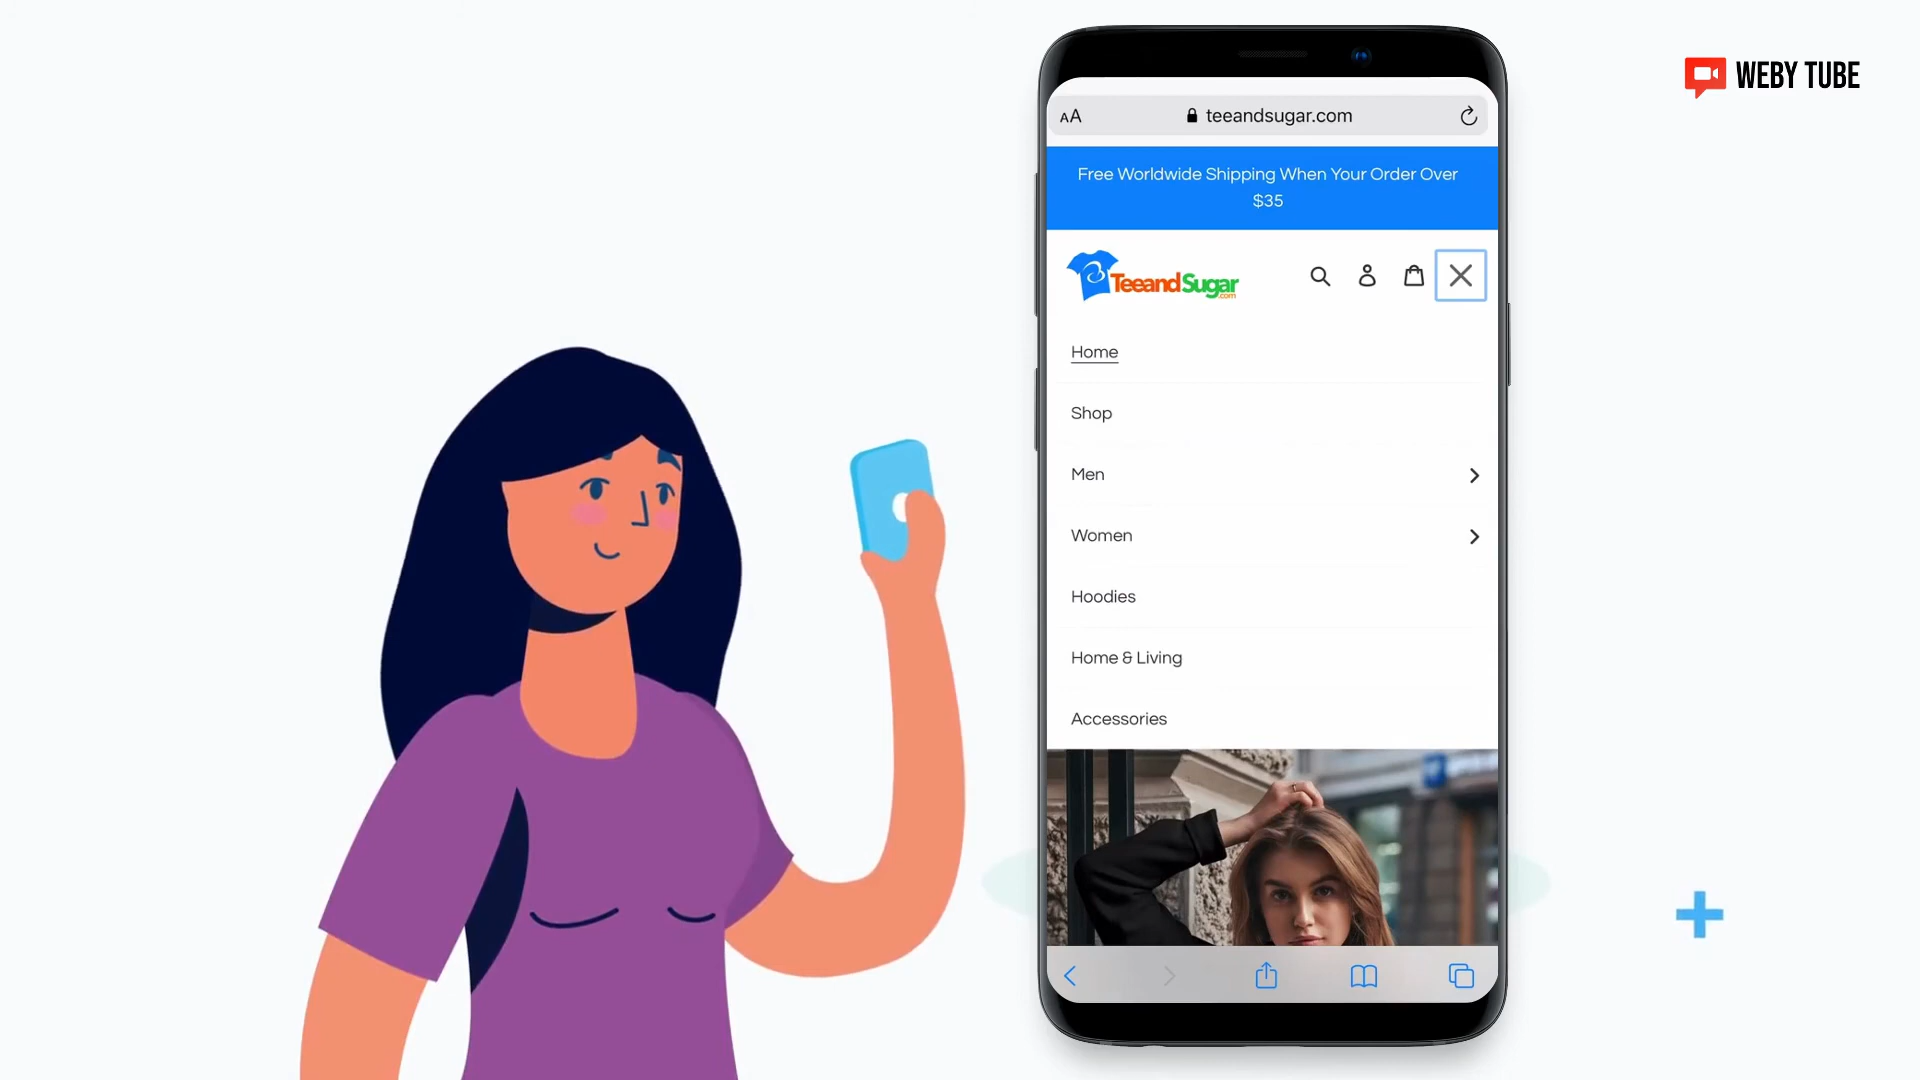 WEBY TUBE
AA
teeandsugar.com
Free Worldwide Shipping When Your Order Over
$35
TeeandSugar
.com
Home
Shop
Men
Women
Hoodies
Home & Living
Accessories